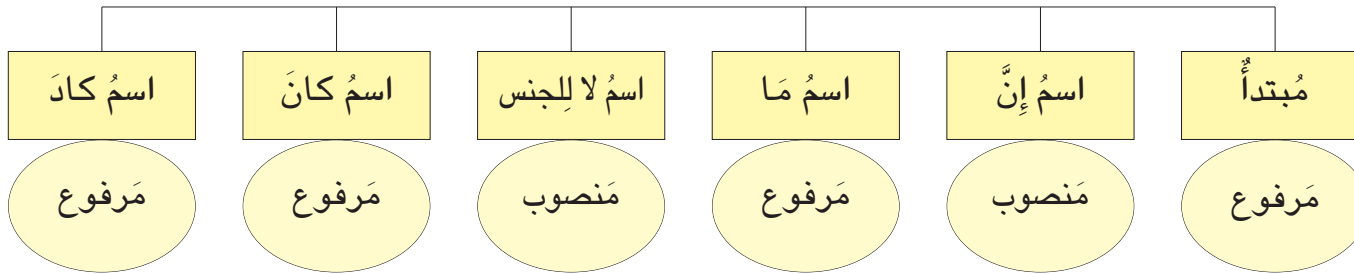 مُبتدأٌ
اسمُ إِنَّ
اسمُ مَا
اسمُ لا لِلجنس
اسمُ كانَ
اسمُ كادَ
مَرفوع
مَنصوب
مَرفوع
مَنصوب
مَرفوع
مَرفوع